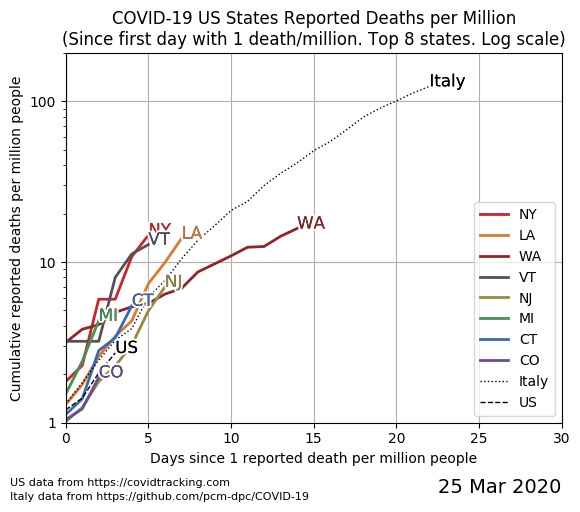 COVID-19 US States Reported Deaths per Million
(Since first day with 1 death/million. Top 8 states. Log scale)
Cumulative reported deaths per million people
100
10
1
Italy
NY
VT
LA
WA
NJ
CT
MI
US
CO
NY
LA
WA
VT
NJ
MI
CT
CO
Italy
US
0 5 10 15 20 25 30
Days since 1 reported death per million people
US data from https://covidtracking.com
Italy data from https://github.com/pcm-dpc/COVID-19
25 Mar 2020